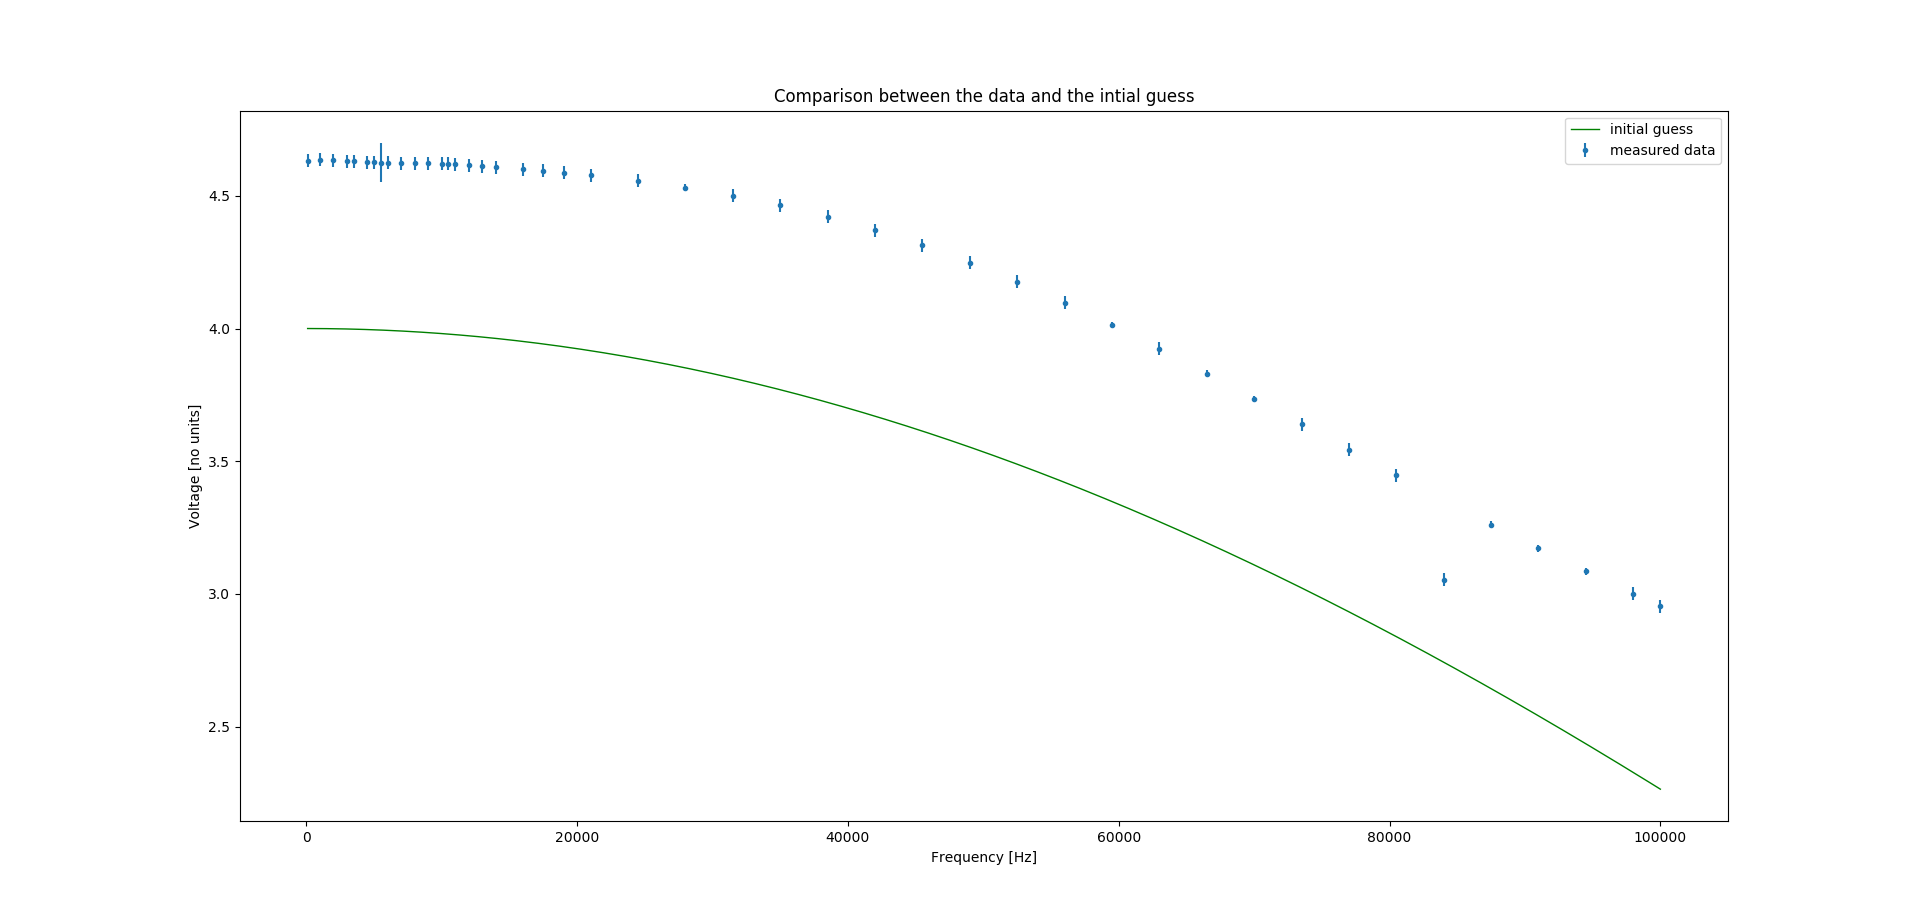 Comparison between the data and the intial guess
initial guess
measured data
Voltage [no units]
4.5
4.0
3.5
3.0
2.5
0 20000 40000 60000 80000 100000
Frequency [Hz]